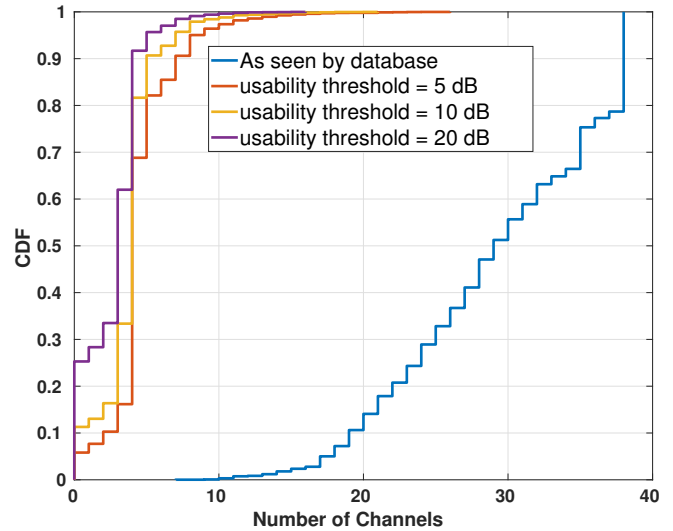 1
0.9
0.8
0.7
0.6
0.5
0.4
0.3
0.2
0.1
0
CDF
As seen by database
usability threshold = 5 dB
usability threshold = 10 dB
usability threshold = 20 dB
0 10 20 30 40
Number of Channels